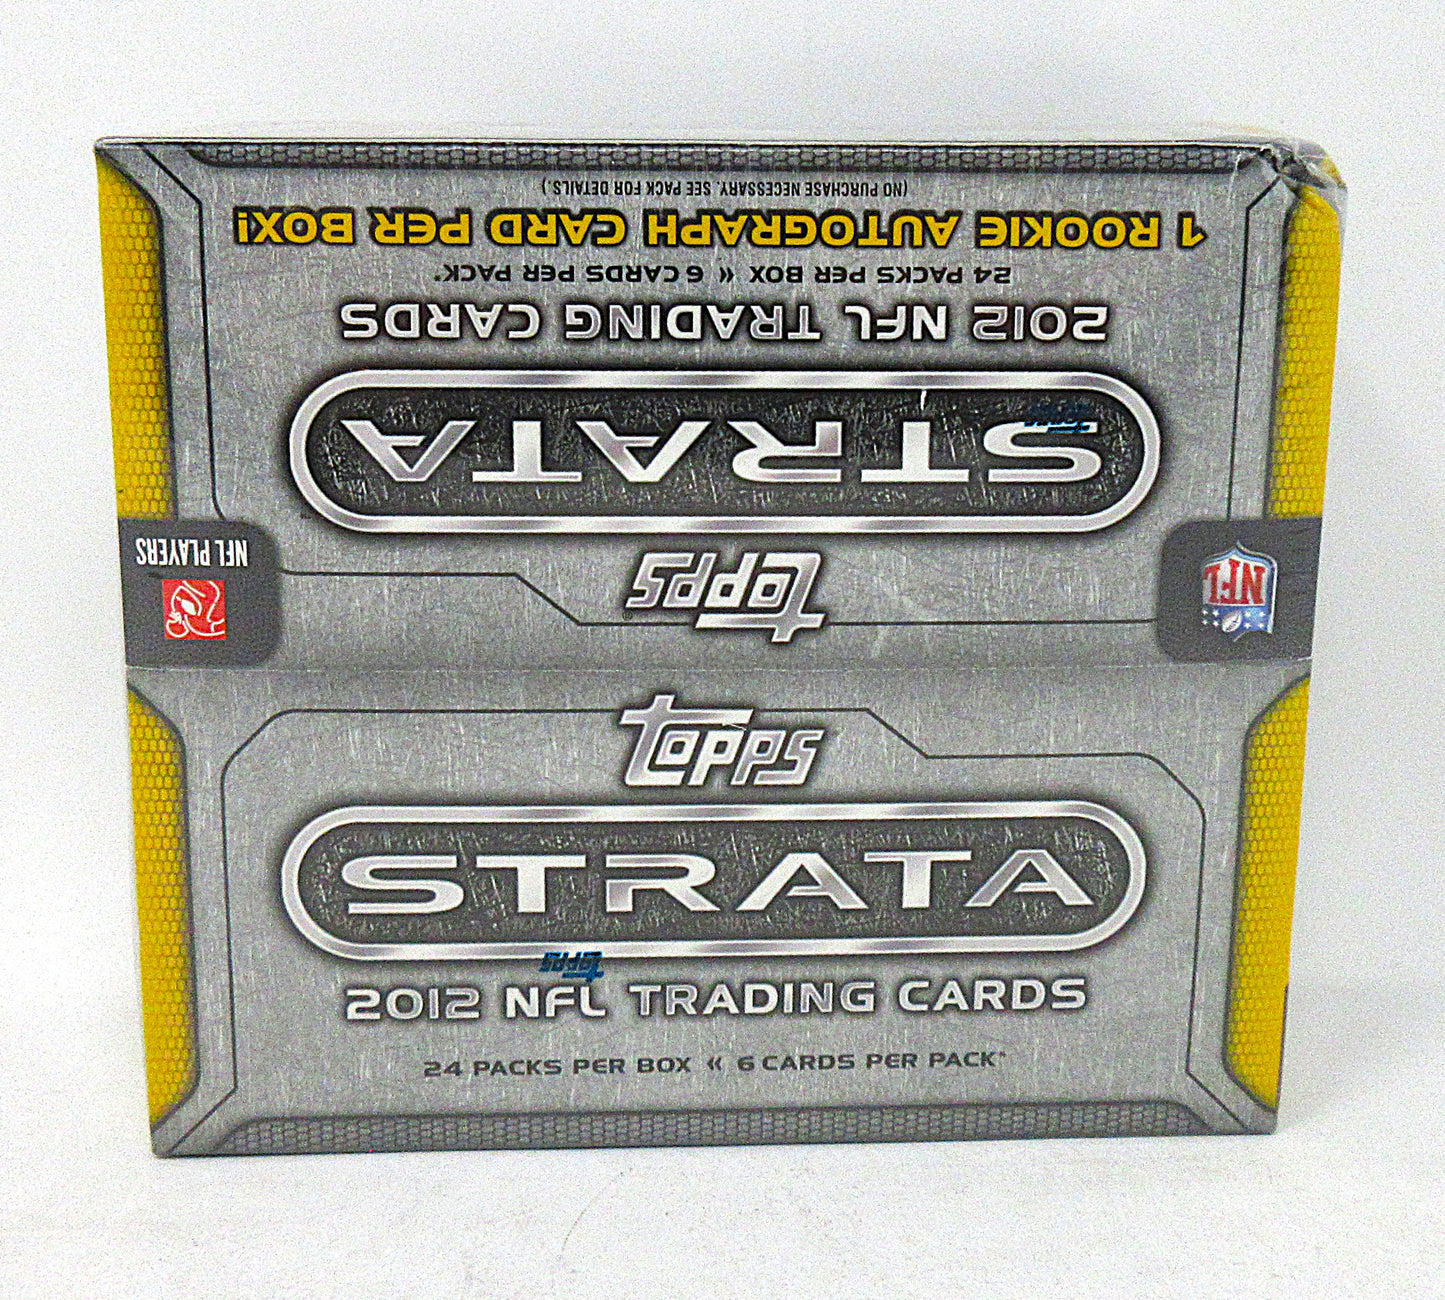 (NO PURCHASE NECESSARY. SEE PACK FOR DETAILS.)
1 ROOKIE AUTOGRAPH CARD PER BOX!
24 PACKS PER BOX « 6 CARDS PER PACK*
2012 NFL TRADING CARDS
STRATA
topps
NFL PLAYERS
NFL
topps
topps
STRATA
topps
2012 NFL TRADING CARDS
24 PACKS PER BOX « 6 CARDS PER PACK*